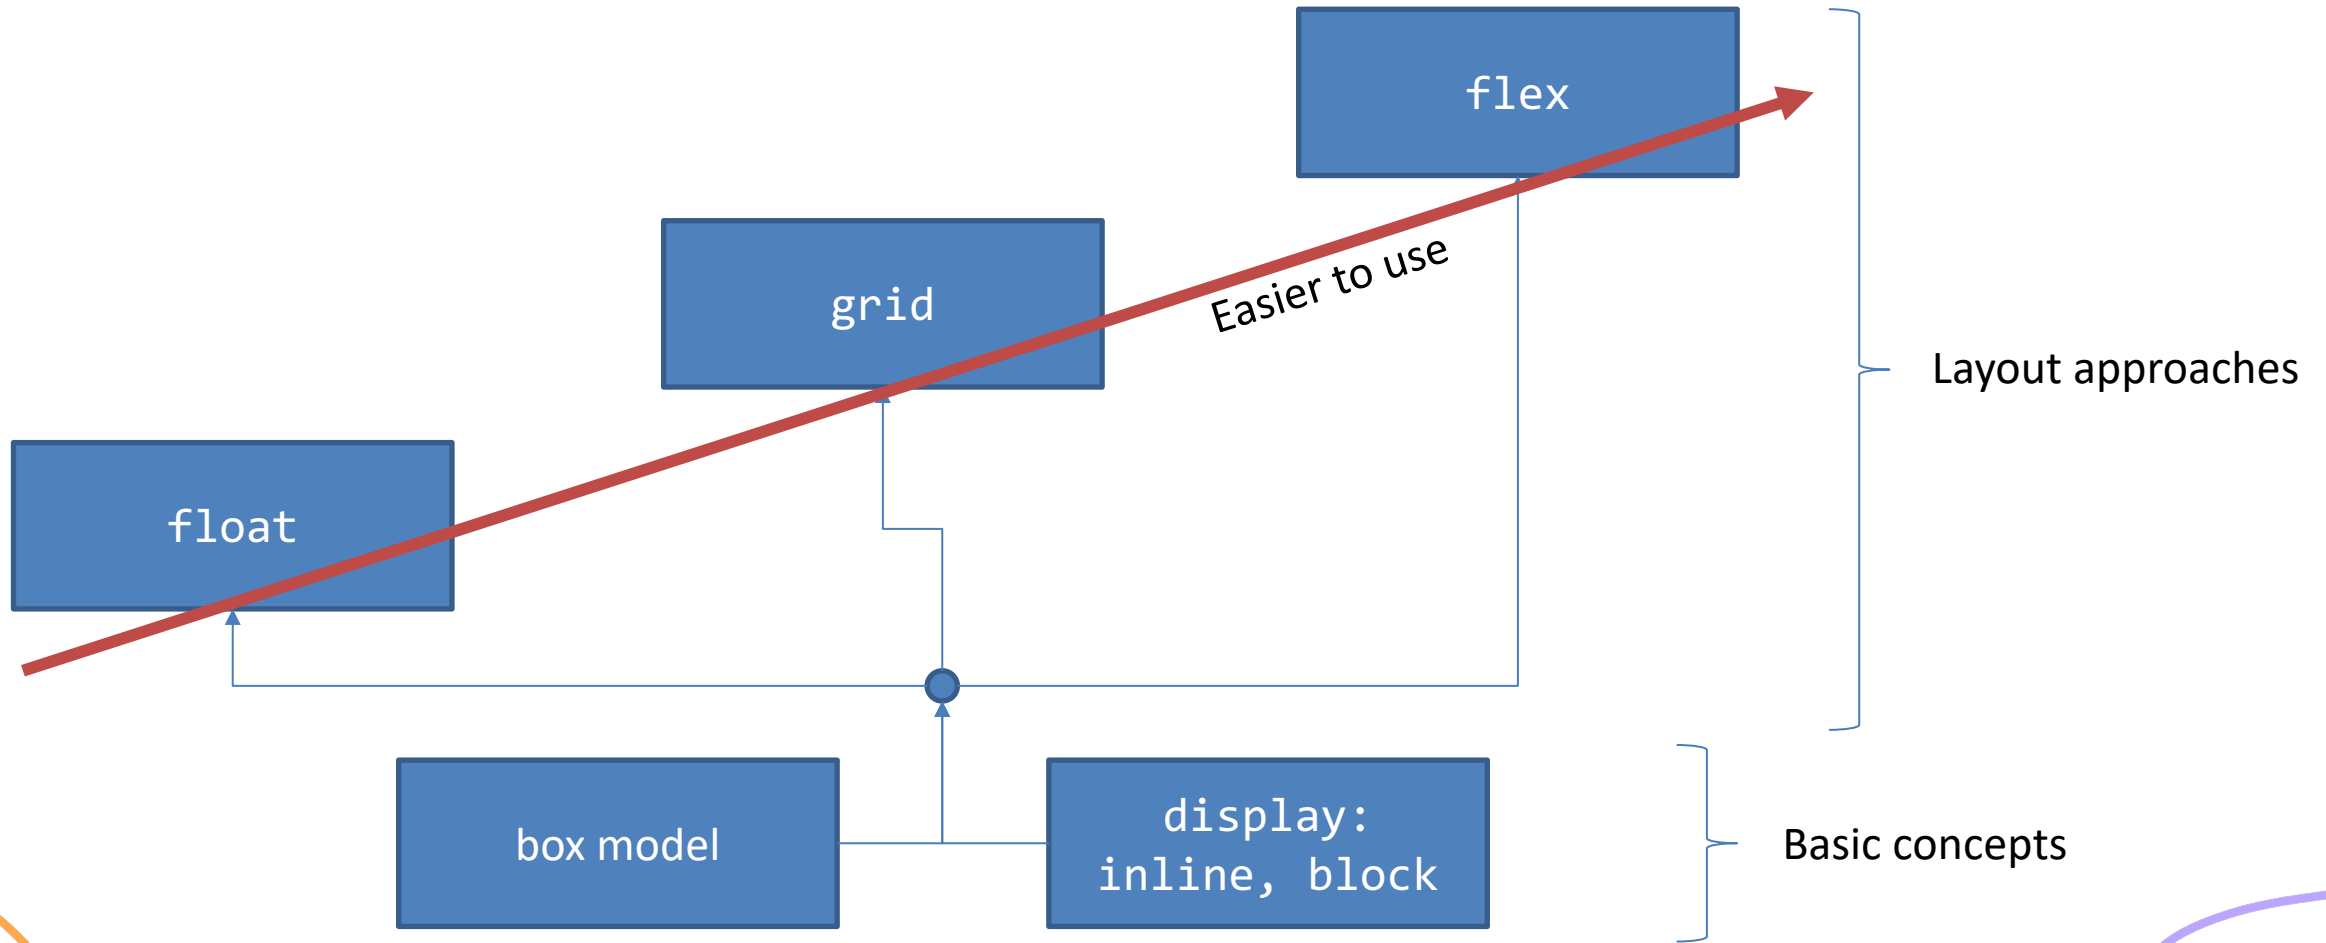 flex
grid
Easier to use
Layout approaches
float
box model
display:
inline, block
Basic concepts